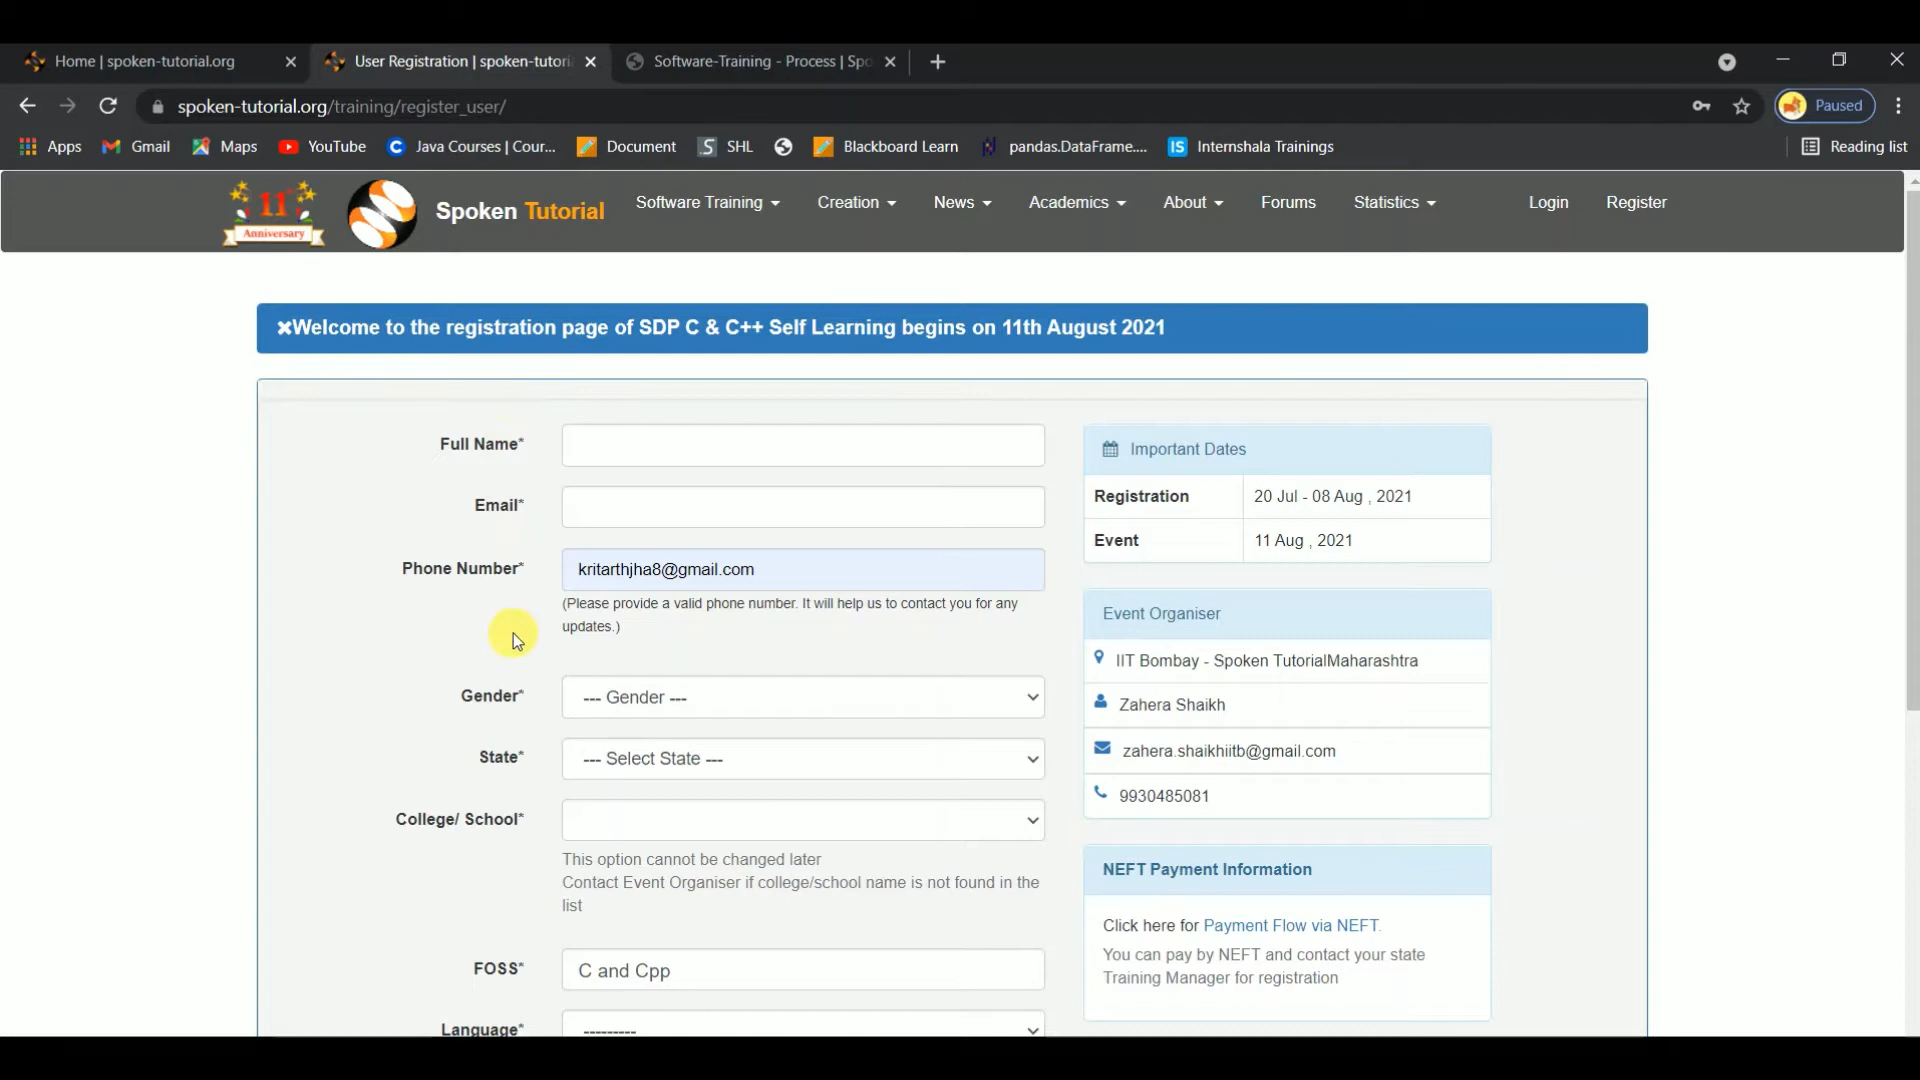 Home | spoken-tutorial.org
User Registration | spoken-tutori
Software-Training - Process | Spo
spoken-tutorial.org/training/register_user/
Paused
Apps
Gmail
Maps
YouTube
Java Courses | Cour...
Document
SHL
Blackboard Learn
pandas.DataFrame....
IS
Internshala Trainings
Reading list
11
Anniversary
Spoken Tutorial
Software Training
Creation
News
Academics
About
Forums
Statistics
Login
Register
×Welcome to the registration page of SDP C & C++ Self Learning begins on 11th August 2021
Full Name*
Email*
Phone Number*
kritarthjha8@gmail.com
(Please provide a valid phone number. It will help us to contact you for any
updates.)
Gender*
--- Gender ---
State*
--- Select State ---
College/ School*
This option cannot be changed later
Contact Event Organiser if college/school name is not found in the
list
FOSS*
C and Cpp
Language*
---------
Important Dates
Registration 20 Jul - 08 Aug , 2021
Event 11 Aug , 2021
Event Organiser
IIT Bombay - Spoken TutorialMaharashtra
Zahera Shaikh
zahera.shaikhiitb@gmail.com
9930485081
NEFT Payment Information
Click here for Payment Flow via NEFT.
You can pay by NEFT and contact your state
Training Manager for registration